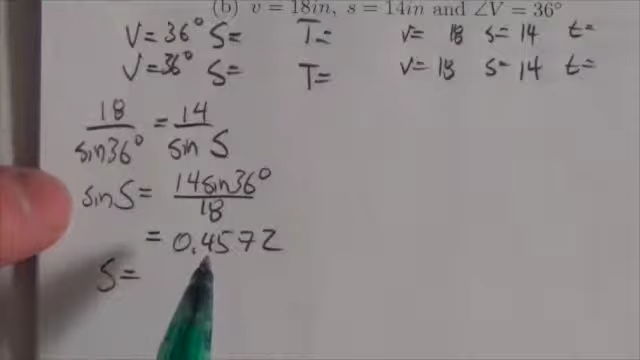 (b) v = 18in, s = 14in and ∠V = 36°
V = 36° S = T = v = 18 s = 14 t =
V = 36° S = T = v = 18 s = 14 t =
18/sin36° = 14/sin S
sin S = 14sin36°/18
= 0.4572
S =